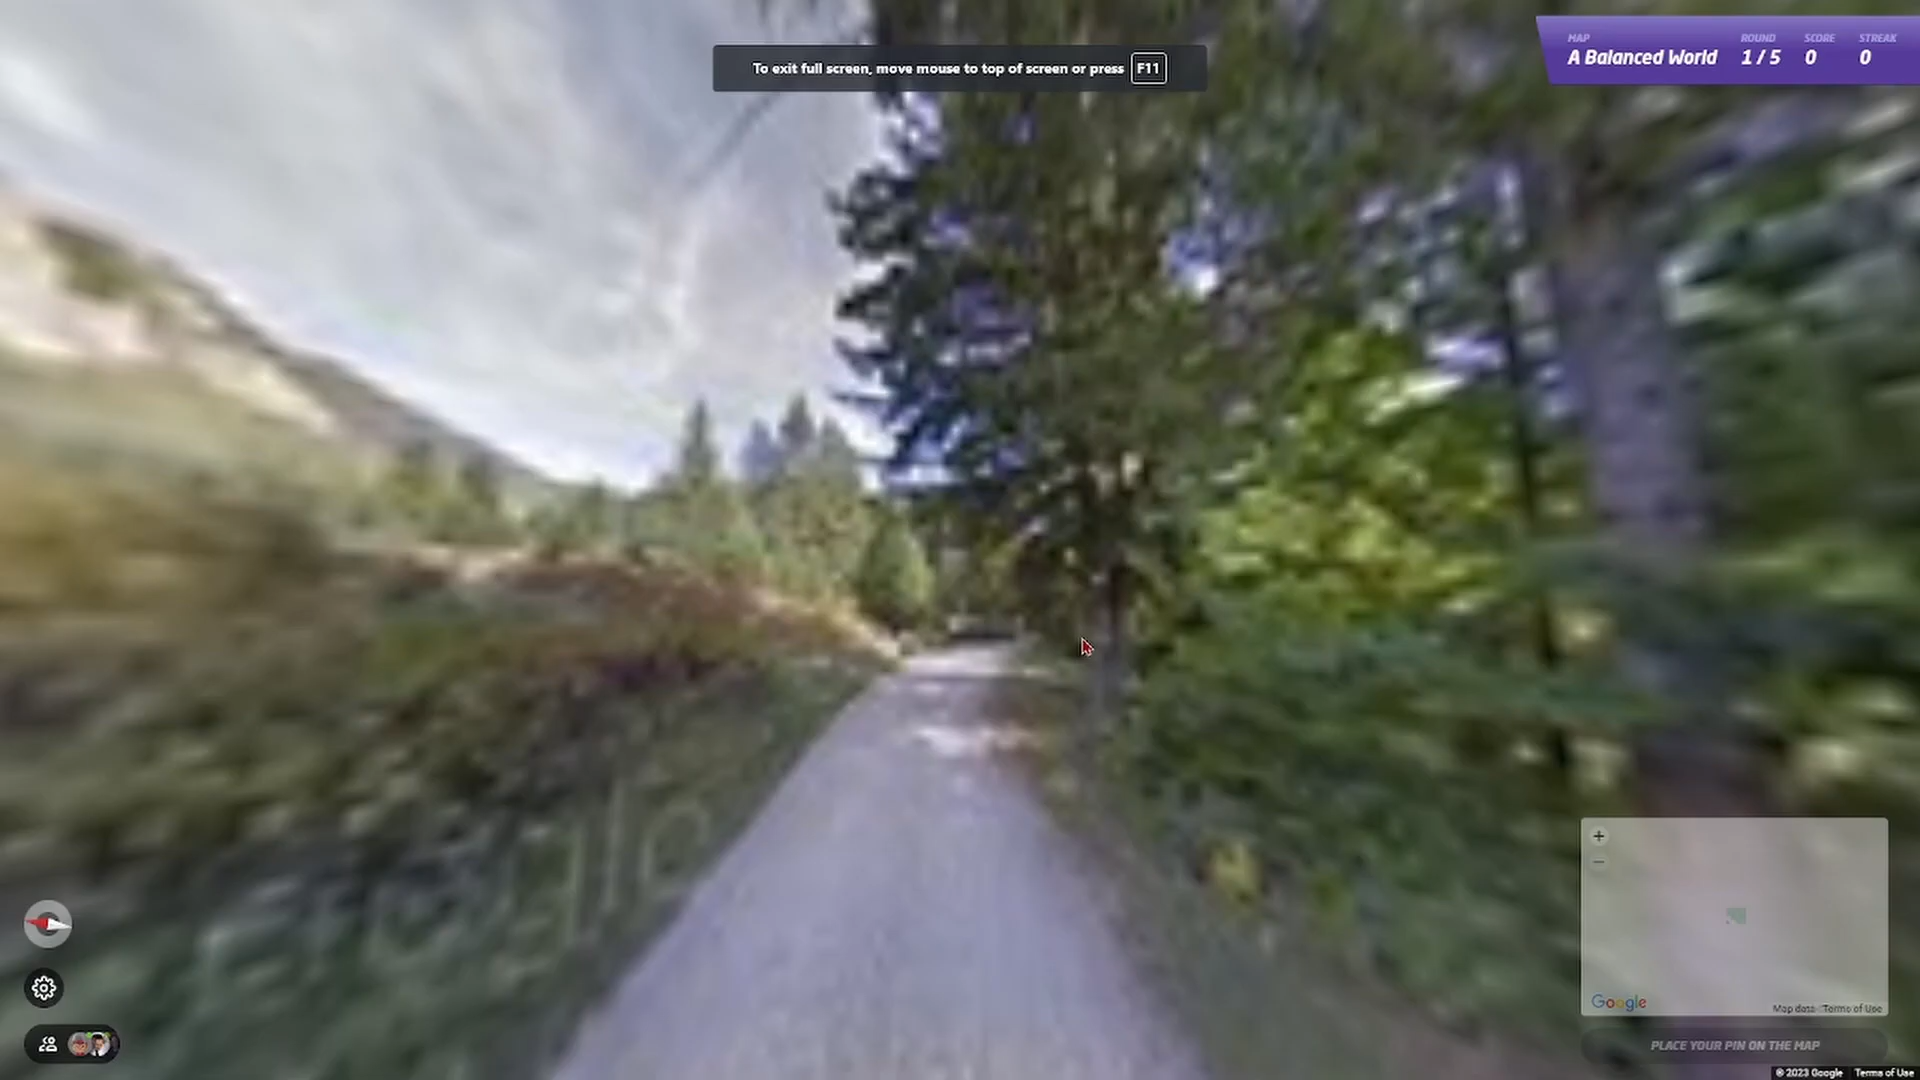 To exit full screen, move mouse to top of screen or press F11
MAP ROUND SCORE STREAK
A Balanced World 1 / 5 0 0
+
−
Google
Map data Terms of Use
PLACE YOUR PIN ON THE MAP
© 2023 Google Terms of Use